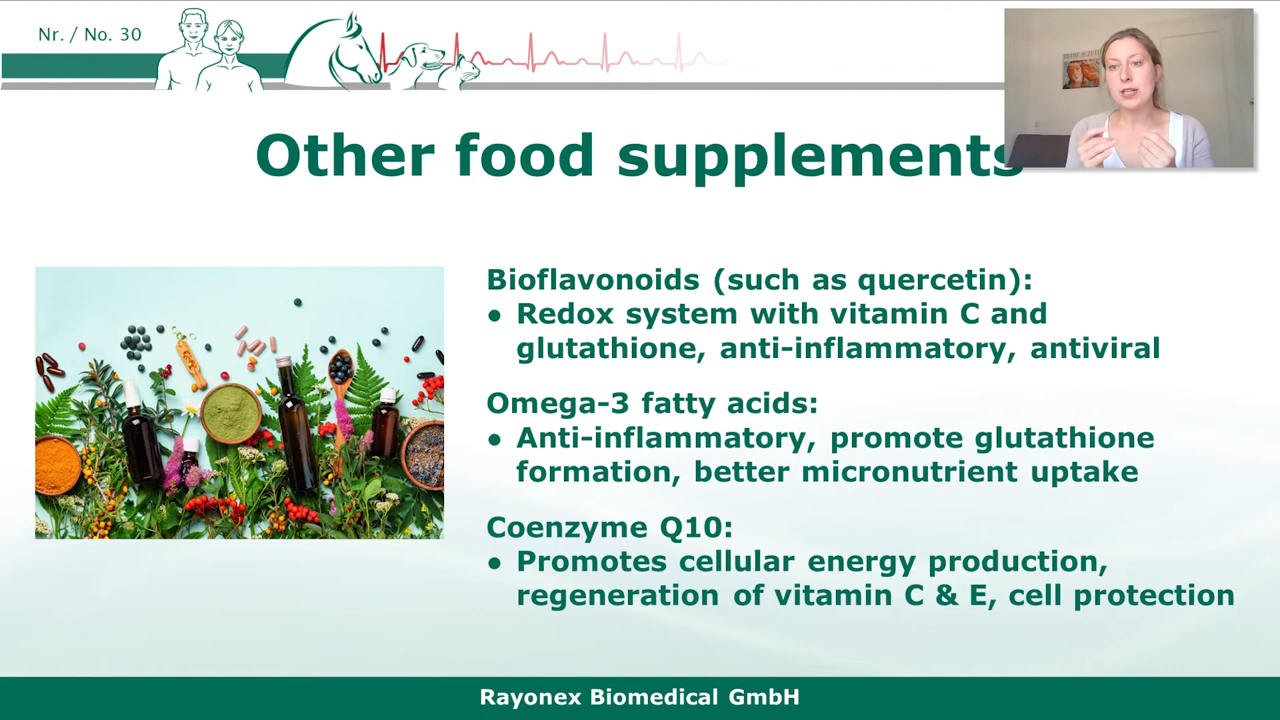 Nr. / No. 30
Other food supplements
Bioflavonoids (such as quercetin):
● Redox system with vitamin C and
glutathione, anti-inflammatory, antiviral
Omega-3 fatty acids:
● Anti-inflammatory, promote glutathione
formation, better micronutrient uptake
Coenzyme Q10:
● Promotes cellular energy production,
regeneration of vitamin C & E, cell protection
Rayonex Biomedical GmbH